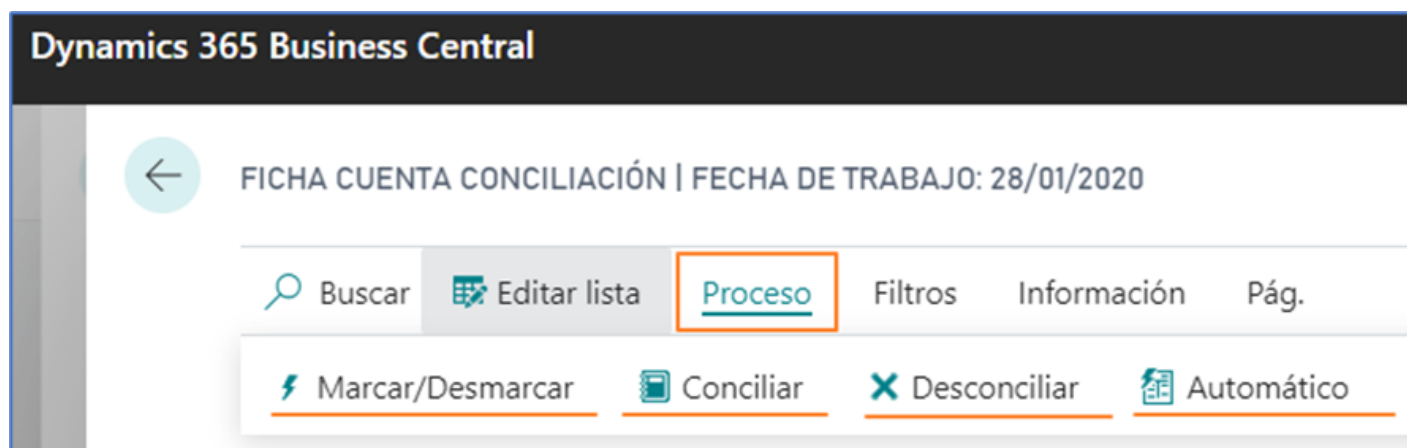 Dynamics 365 Business Central
FICHA CUENTA CONCILIACIÓN | FECHA DE TRABAJO: 28/01/2020
Buscar Editar lista Proceso Filtros Información Pág.
Marcar/Desmarcar Conciliar Desconciliar Automático